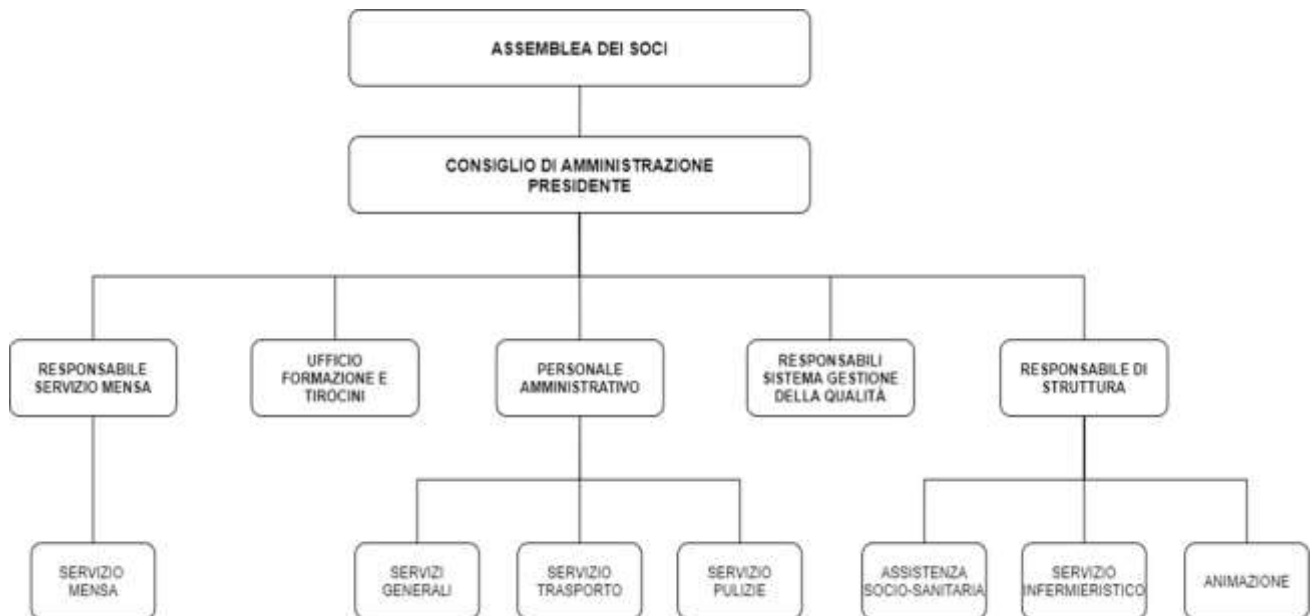 ASSEMBLEA DEI SOCI
CONSIGLIO DI AMMINISTRAZIONE
PRESIDENTE
RESPONSABILE
SERVIZIO MENSA
UFFICIO
FORMAZIONE E
TIROCINI
PERSONALE
AMMINISTRATIVO
RESPONSABILI
SISTEMA GESTIONE
DELLA QUALITÀ
RESPONSABILE DI
STRUTTURA
SERVIZIO
MENSA
SERVIZI
GENERALI
SERVIZIO
TRASPORTO
SERVIZIO
PULIZIE
ASSISTENZA
SOCIO-SANITARIA
SERVIZIO
INFERMIERISTICO
ANIMAZIONE